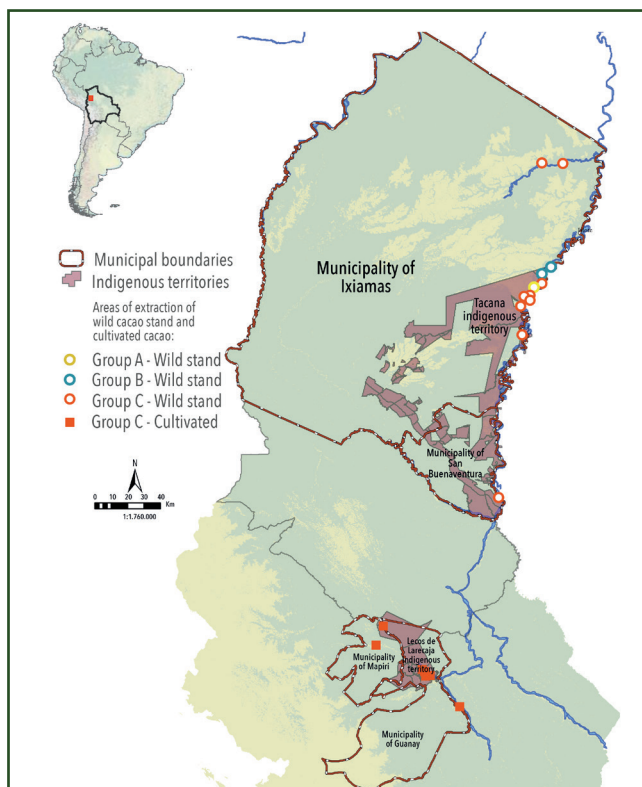 Municipality of
Ixiamas
Municipal boundaries
Indigenous territories
Areas of extraction of
wild cacao stand and
cultivated cacao:
Group A - Wild stand
Group B - Wild stand
Group C - Wild stand
Group C - Cultivated
Tacana
indigenous
territory
Municipality of
San
Buenaventura
N
0 10 20 30 40
Km
1:1.760.000
Municipality
of Mapiri
Lecos de
Larecaja
Indigenous
territory
Municipality
of Guanay